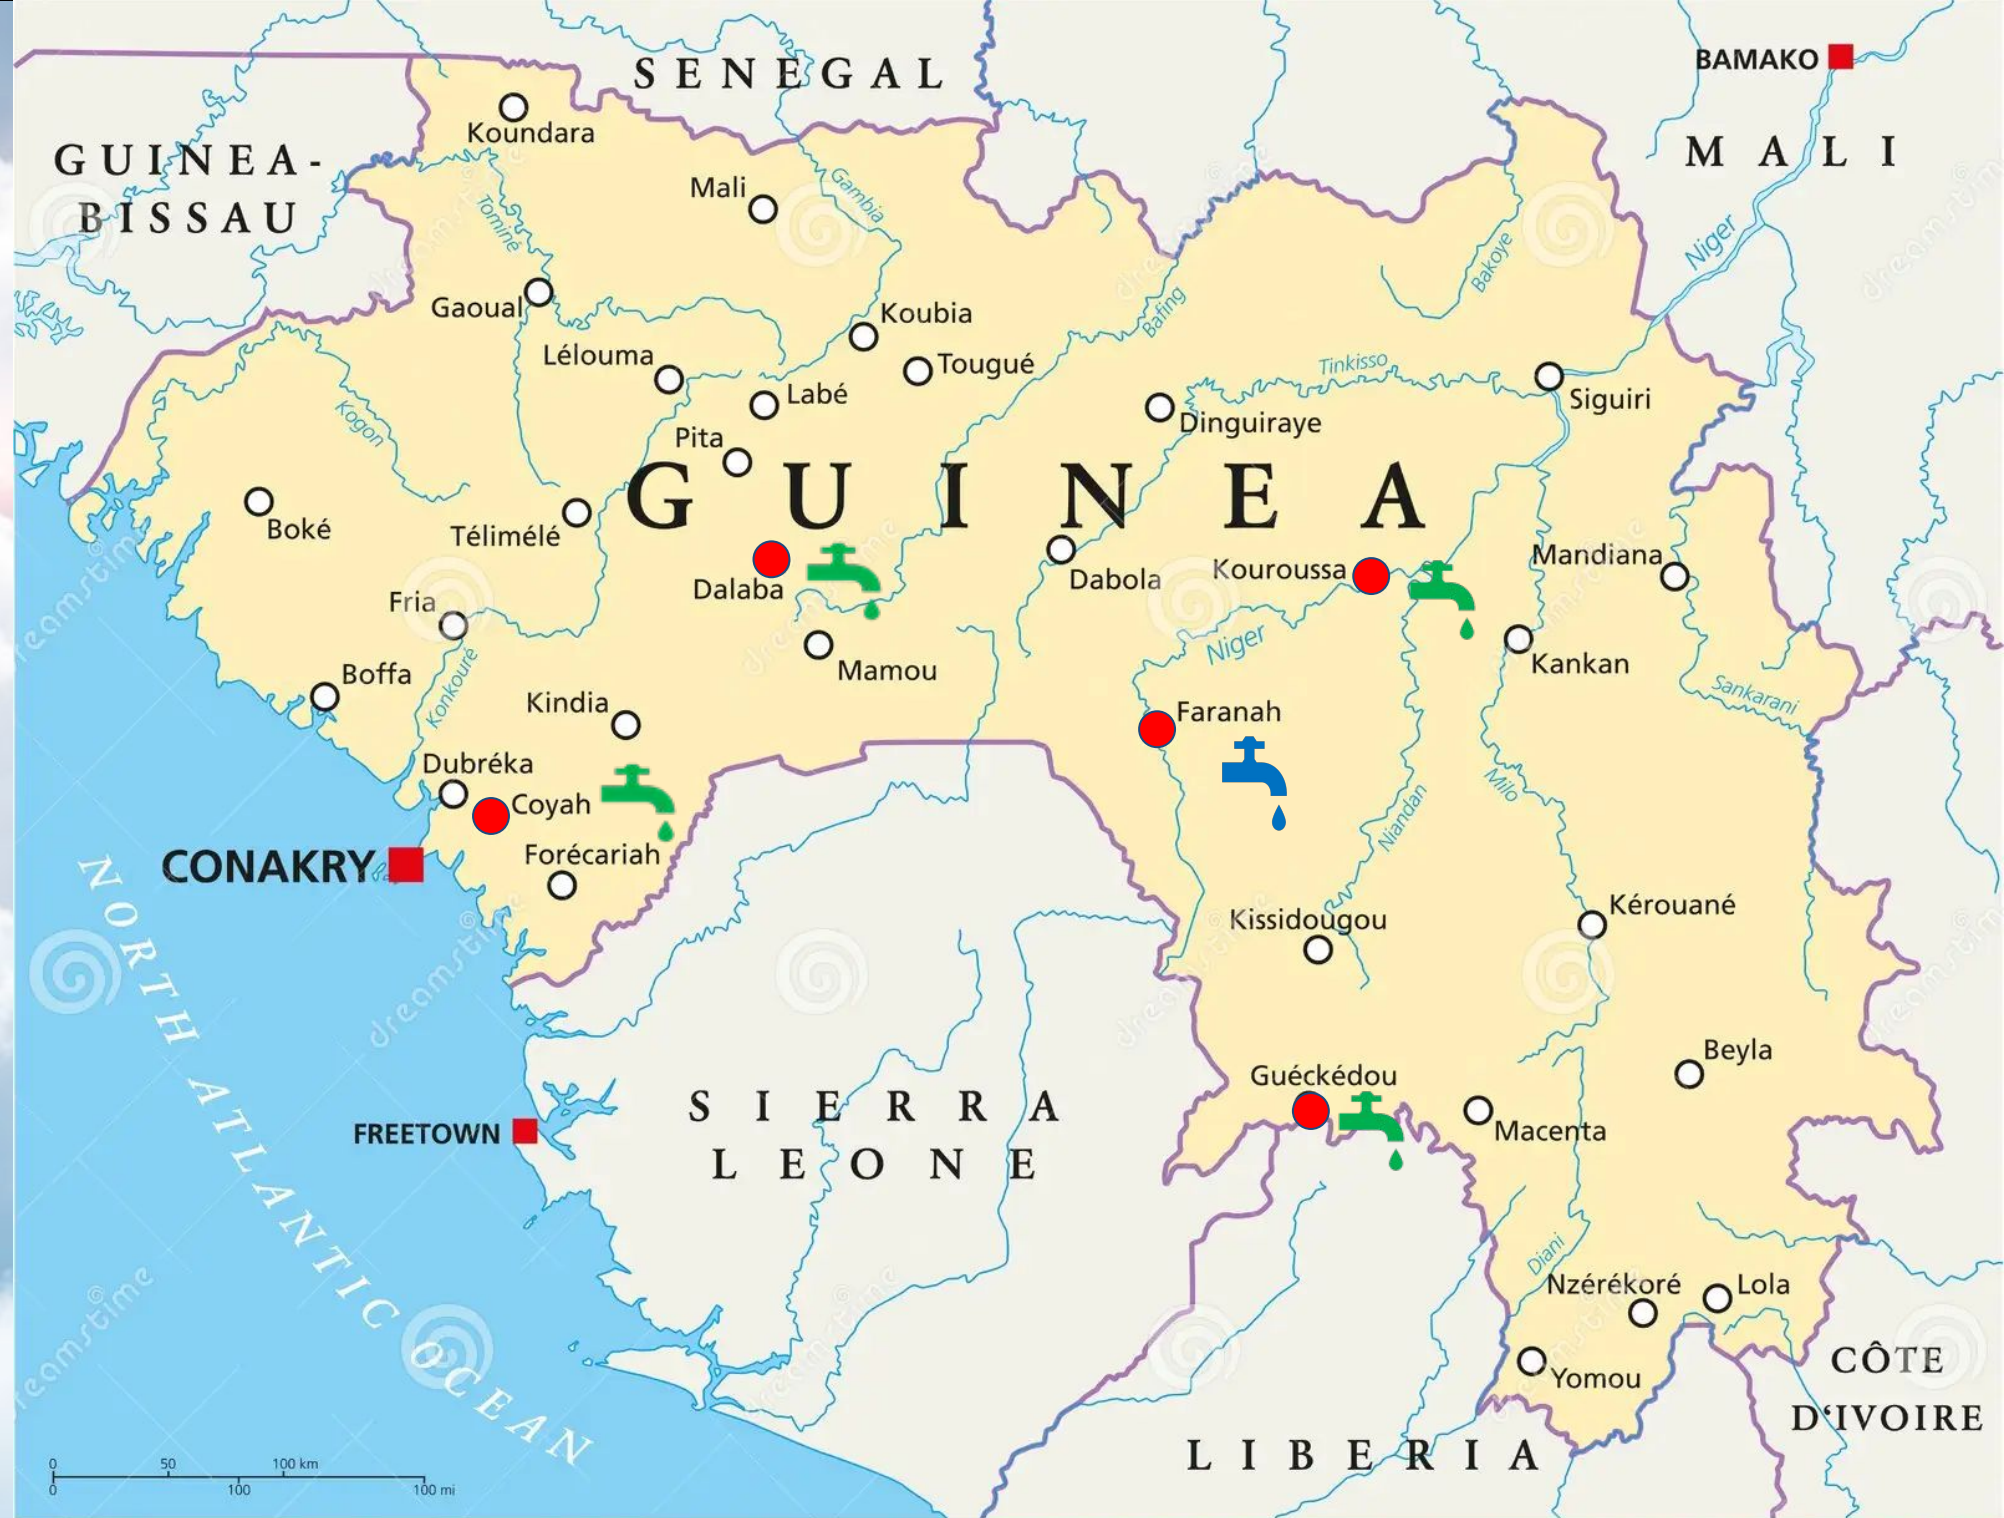 SENEGAL
BAMAKO
MALI
GUINEA-
BISSAU
Koundara
Mali
Gambia
Tominé
Niger
Bakoye
Bafing
Gaoual
Koubia
Lélouma
Tougué
Tinkisso
Labé
Siguiri
Kogon
Dinguiraye
Pita
GUINEA
Boké
Télimélé
Dalaba
Dabola
Kouroussa
Mandiana
Fria
Niger
Kankan
Boffa
Mamou
Konkouré
Kindia
Faranah
Sankarani
Dubréka
Coyah
Milo
Niandan
CONAKRY
Forécariah
Kissidougou
Kérouané
NORTH ATLANTIC OCEAN
Beyla
Guéckédou
SIERRA
LEONE
FREETOWN
Macenta
Diani
Nzérékoré
Lola
Yomou
CÔTE
D'IVOIRE
LIBERIA
0 50 100 km
0 100 100 mi
dreamstime